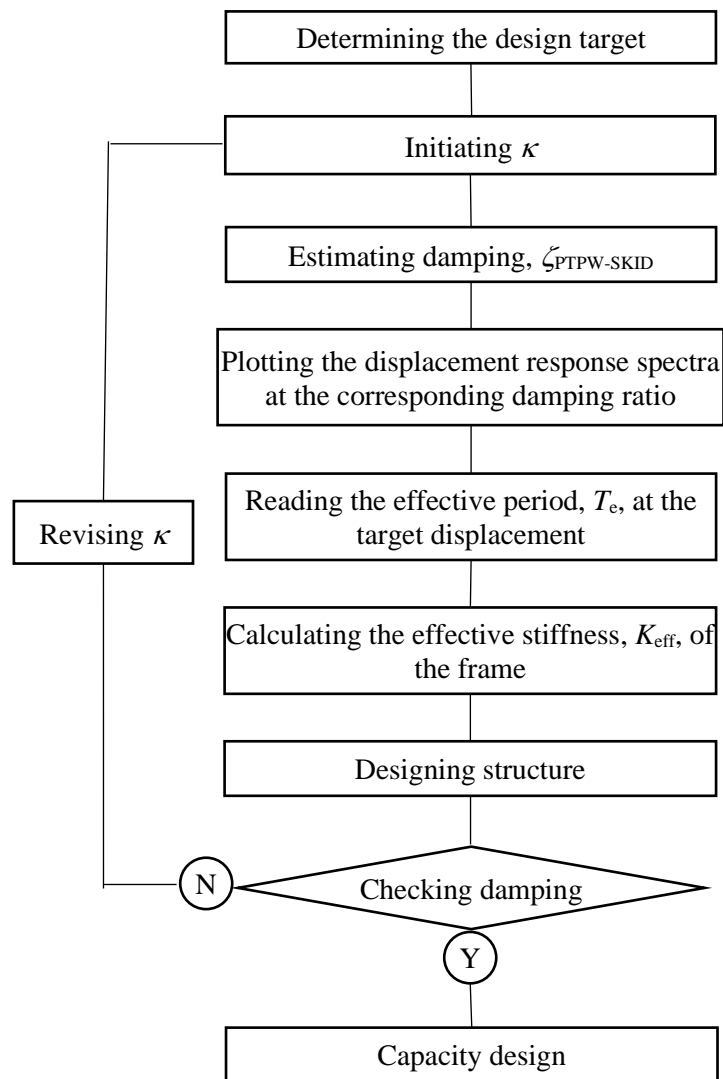 Determining the design target
Initiating κ
Estimating damping, ζPTPW-SKID
Plotting the displacement response spectra
at the corresponding damping ratio
Reading the effective period, Te, at the
target displacement
Revising κ
Calculating the effective stiffness, Keff, of
the frame
Designing structure
N
Checking damping
Y
Capacity design